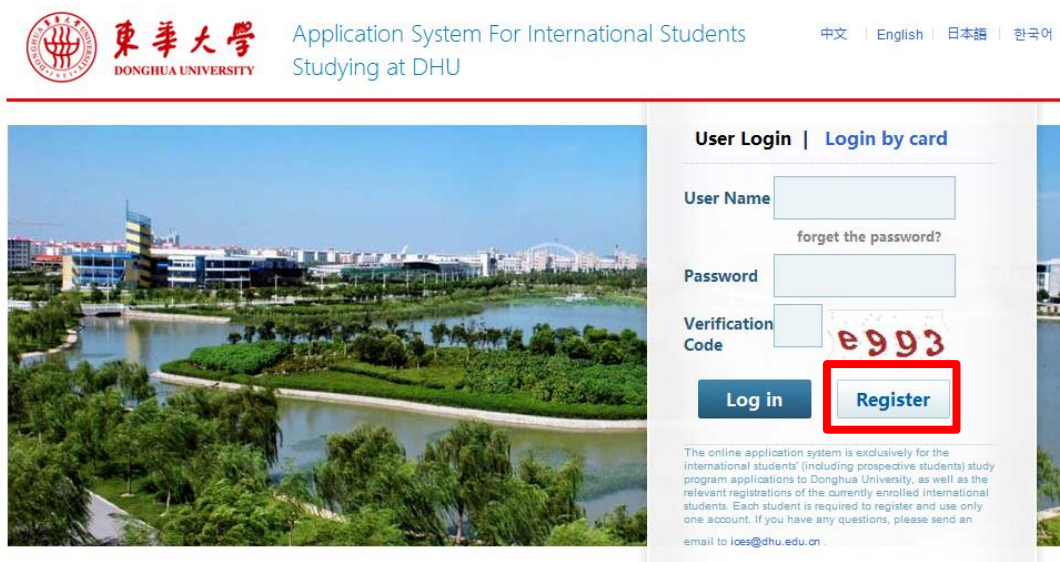 東華大學
DONGHUA UNIVERSITY
Application System For International Students
Studying at DHU
中文 | English | 日本語 | 한국어
User Login | Login by card
User Name
forget the password?
Password
Verification
Code
e993
Log in
Register
The online application system is exclusively for the
international students' (including prospective students) study
program applications to Donghua University, as well as the
relevant registrations of the currently enrolled international
students. Each student is required to register and use only
one account. If you have any questions, please send an
email to ices@dhu.edu.cn .